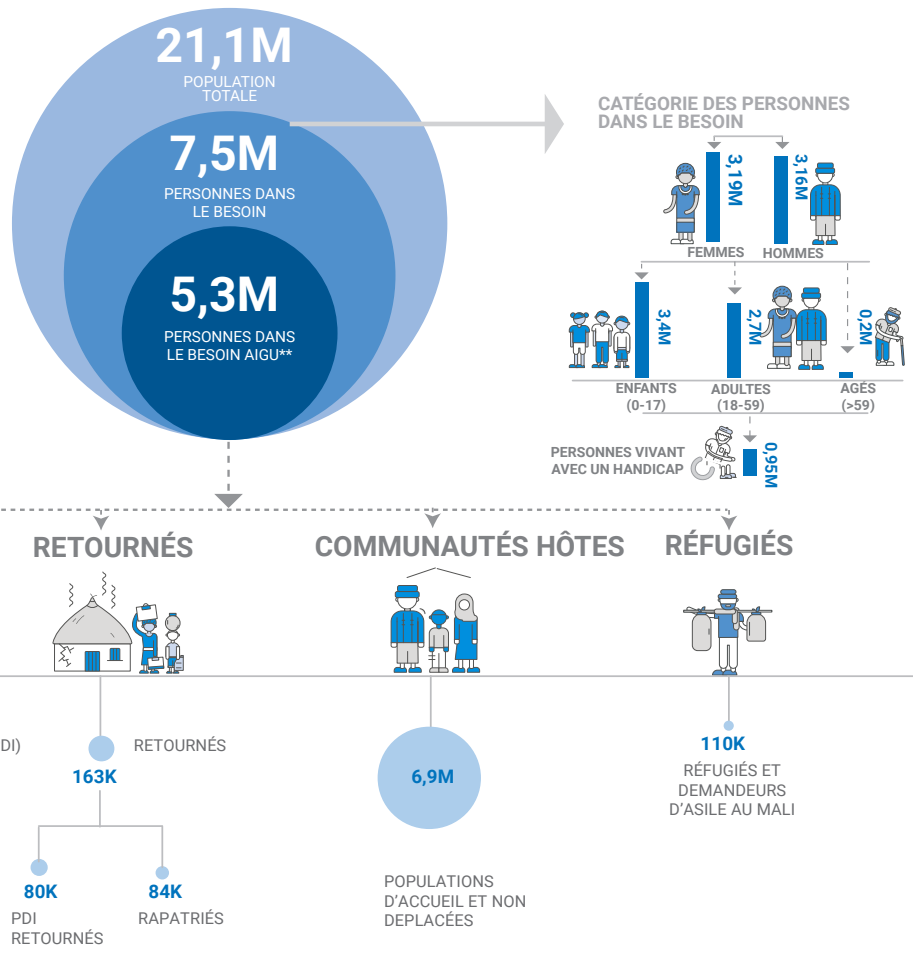 21,1M
POPULATION
TOTALE
7,5M
PERSONNES DANS
LE BESOIN
5,3M
PERSONNES DANS
LE BESOIN AIGU**
CATÉGORIE DES PERSONNES
DANS LE BESOIN
3,19M
3,16M
FEMMES
HOMMES
3,4M
2,7M
0,2M
ENFANTS
(0-17)
ADULTES
(18-59)
AGÉS
(>59)
PERSONNES VIVANT
AVEC UN HANDICAP
0,95M
RETOURNÉS
COMMUNAUTÉS HÔTES
RÉFUGIÉS
DI)
RETOURNÉS
163K
80K
PDI
RETOURNÉS
84K
RAPATRIÉS
6,9M
POPULATIONS
D'ACCUEIL ET NON
DEPLACÉES
110K
RÉFUGIÉS ET
DEMANDEURS
D'ASILE AU MALI